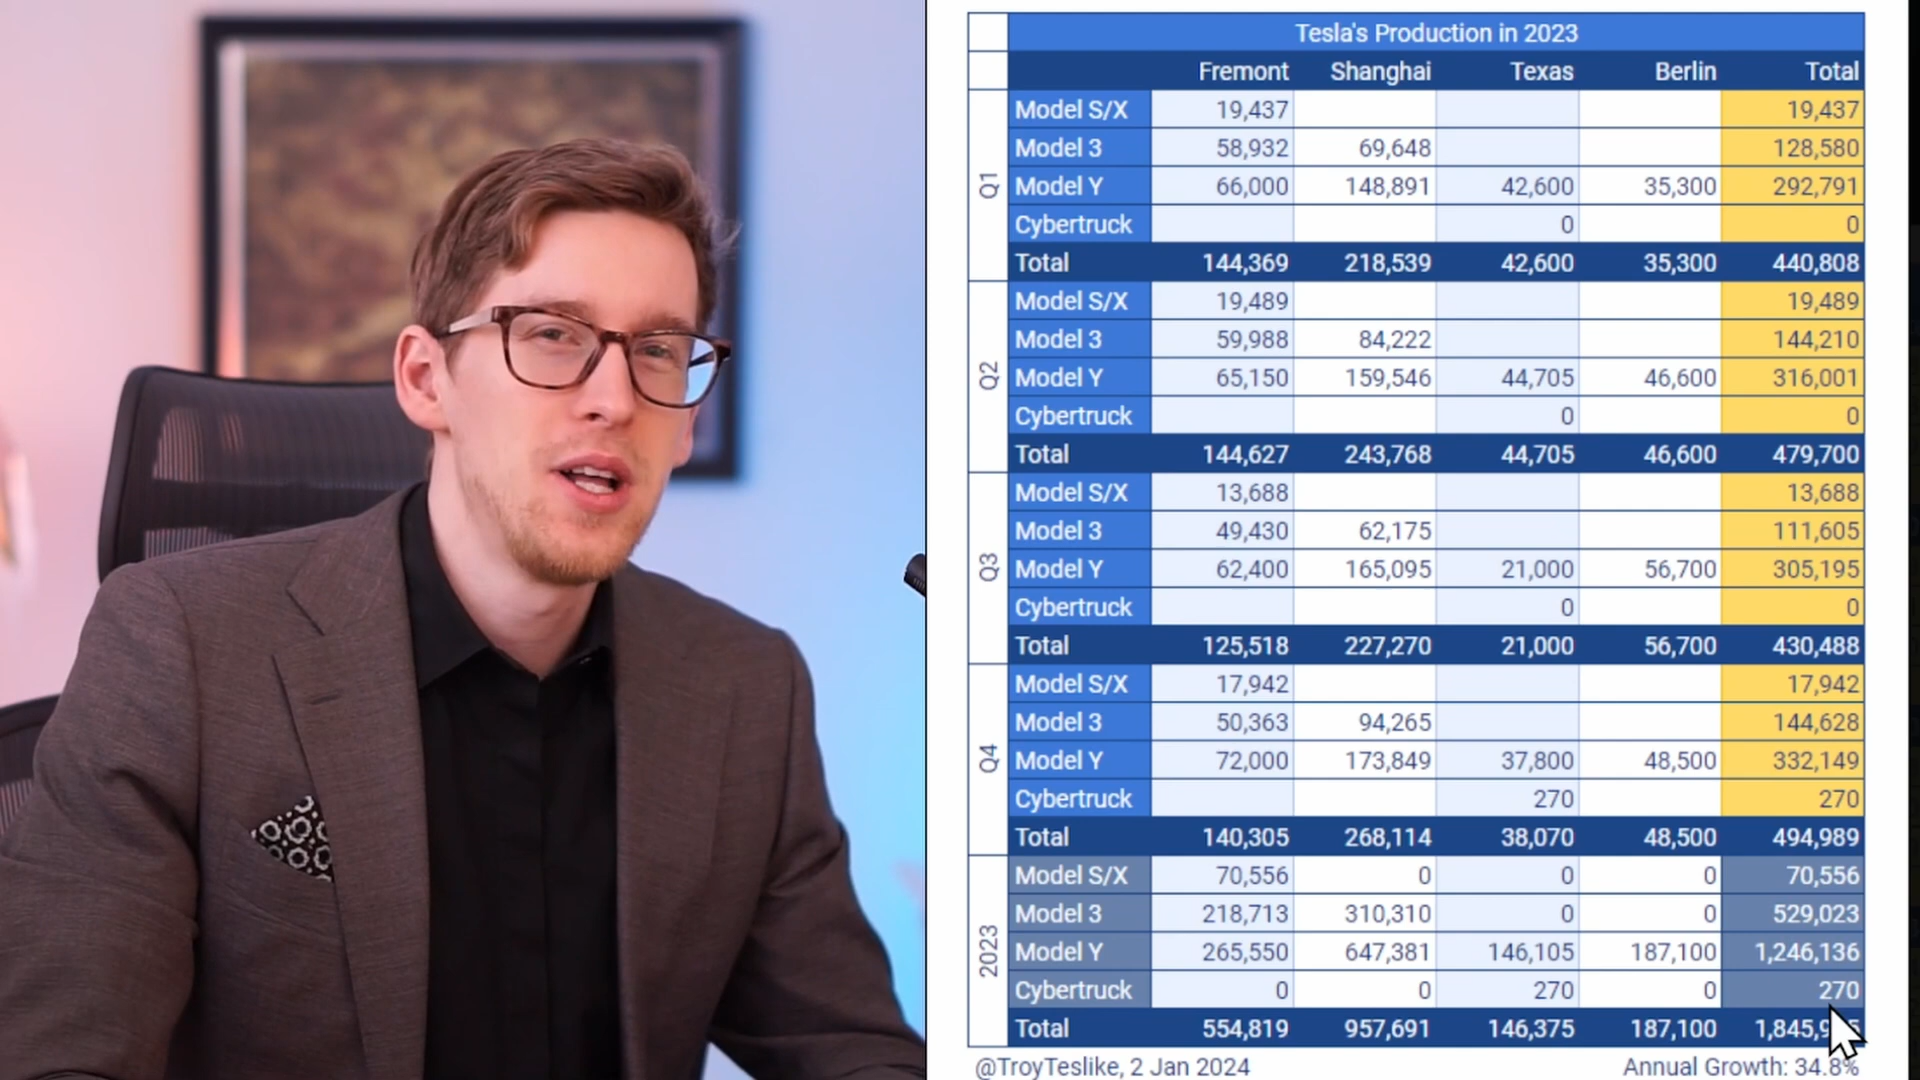 Tesla's Production in 2023
Fremont Shanghai Texas Berlin Total
Q1
Model S/X 19,437 19,437
Model 3 58,932 69,648 128,580
Model Y 66,000 148,891 42,600 35,300 292,791
Cybertruck 0 0
Total 144,369 218,539 42,600 35,300 440,808
Q2
Model S/X 19,489 19,489
Model 3 59,988 84,222 144,210
Model Y 65,150 159,546 44,705 46,600 316,001
Cybertruck 0 0
Total 144,627 243,768 44,705 46,600 479,700
Q3
Model S/X 13,688 13,688
Model 3 49,430 62,175 111,605
Model Y 62,400 165,095 21,000 56,700 305,195
Cybertruck 0 0
Total 125,518 227,270 21,000 56,700 430,488
Q4
Model S/X 17,942 17,942
Model 3 50,363 94,265 144,628
Model Y 72,000 173,849 37,800 48,500 332,149
Cybertruck 270 270
Total 140,305 268,114 38,070 48,500 494,989
2023
Model S/X 70,556 0 0 0 70,556
Model 3 218,713 310,310 0 0 529,023
Model Y 265,550 647,381 146,105 187,100 1,246,136
Cybertruck 0 0 270 0 270
Total 554,819 957,691 146,375 187,100
@TroyTeslike, 2 Jan 2024 Annual Growth: 34.8%